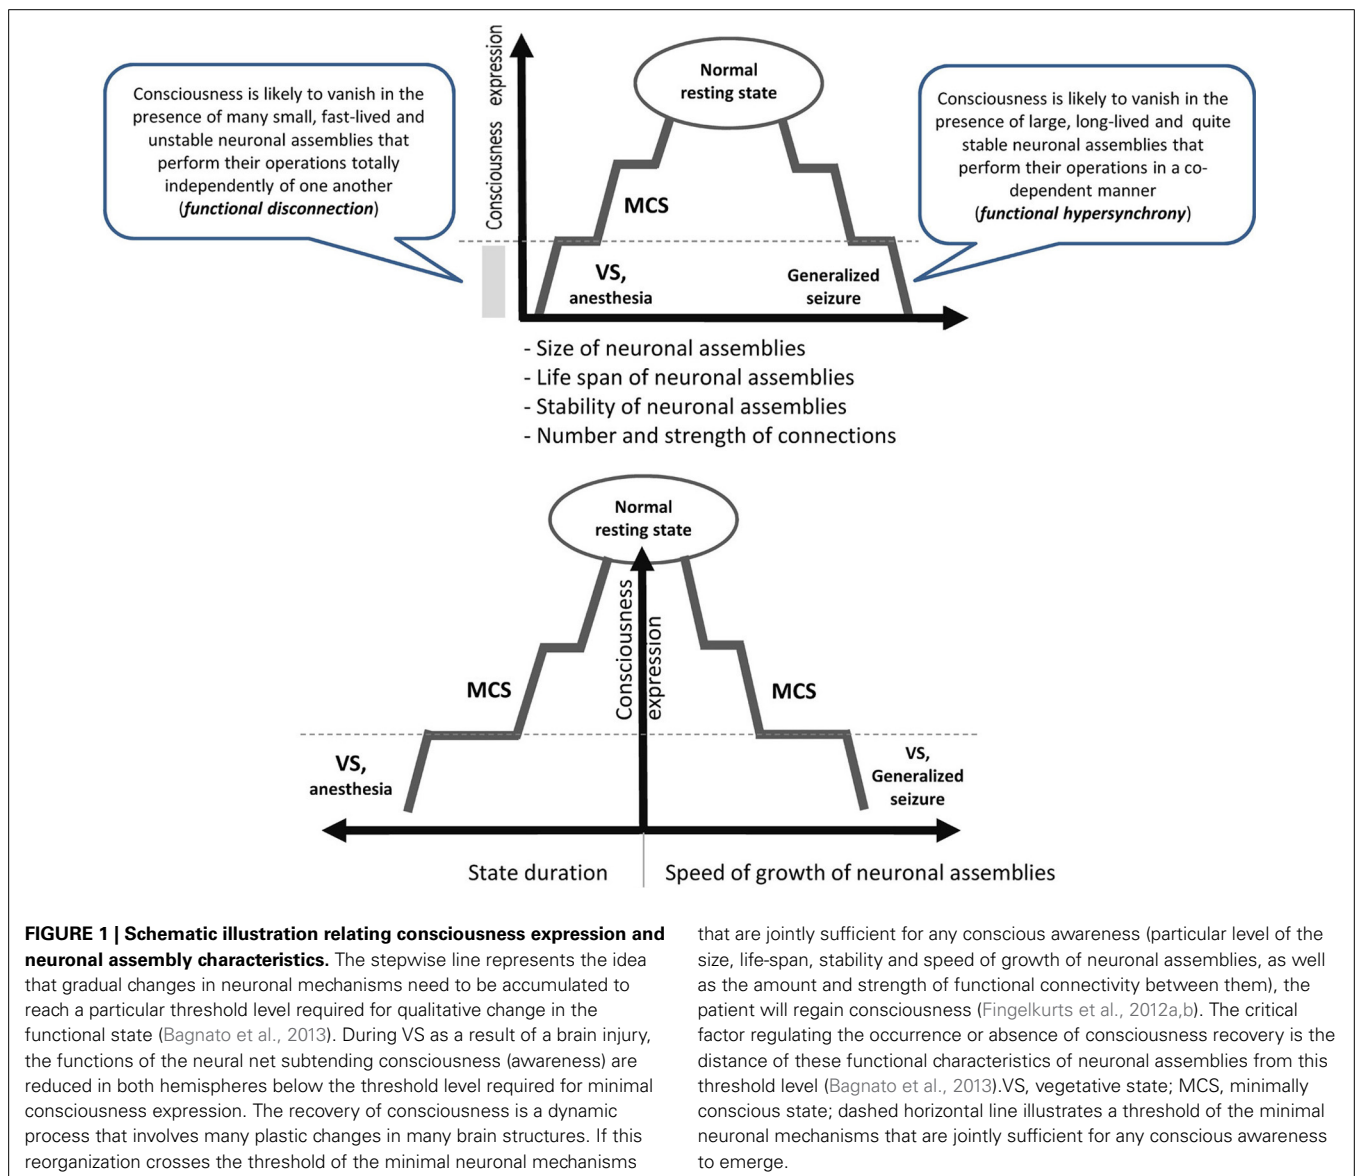 Consciousness expression
Normal
resting state
Consciousness is likely to vanish in the
presence of many small, fast-lived and
unstable neuronal assemblies that
perform their operations totally
independently of one another
(functional disconnection)
Consciousness is likely to vanish in the
presence of large, long-lived and quite
stable neuronal assemblies that
perform their operations in a co-
dependent manner
(functional hypersynchrony)
MCS
VS,
anesthesia
Generalized
seizure
- Size of neuronal assemblies
- Life span of neuronal assemblies
- Stability of neuronal assemblies
- Number and strength of connections
Normal
resting state
Consciousness
expression
MCS
MCS
VS,
anesthesia
VS,
Generalized
seizure
State duration
Speed of growth of neuronal assemblies
FIGURE 1 | Schematic illustration relating consciousness expression and
neuronal assembly characteristics. The stepwise line represents the idea
that gradual changes in neuronal mechanisms need to be accumulated to
reach a particular threshold level required for qualitative change in the
functional state (Bagnato et al., 2013). During VS as a result of a brain injury,
the functions of the neural net subtending consciousness (awareness) are
reduced in both hemispheres below the threshold level required for minimal
consciousness expression. The recovery of consciousness is a dynamic
process that involves many plastic changes in many brain structures. If this
reorganization crosses the threshold of the minimal neuronal mechanisms
that are jointly sufficient for any conscious awareness (particular level of the
size, life-span, stability and speed of growth of neuronal assemblies, as well
as the amount and strength of functional connectivity between them), the
patient will regain consciousness (Fingelkurts et al., 2012a,b). The critical
factor regulating the occurrence or absence of consciousness recovery is the
distance of these functional characteristics of neuronal assemblies from this
threshold level (Bagnato et al., 2013).VS, vegetative state; MCS, minimally
conscious state; dashed horizontal line illustrates a threshold of the minimal
neuronal mechanisms that are jointly sufficient for any conscious awareness
to emerge.